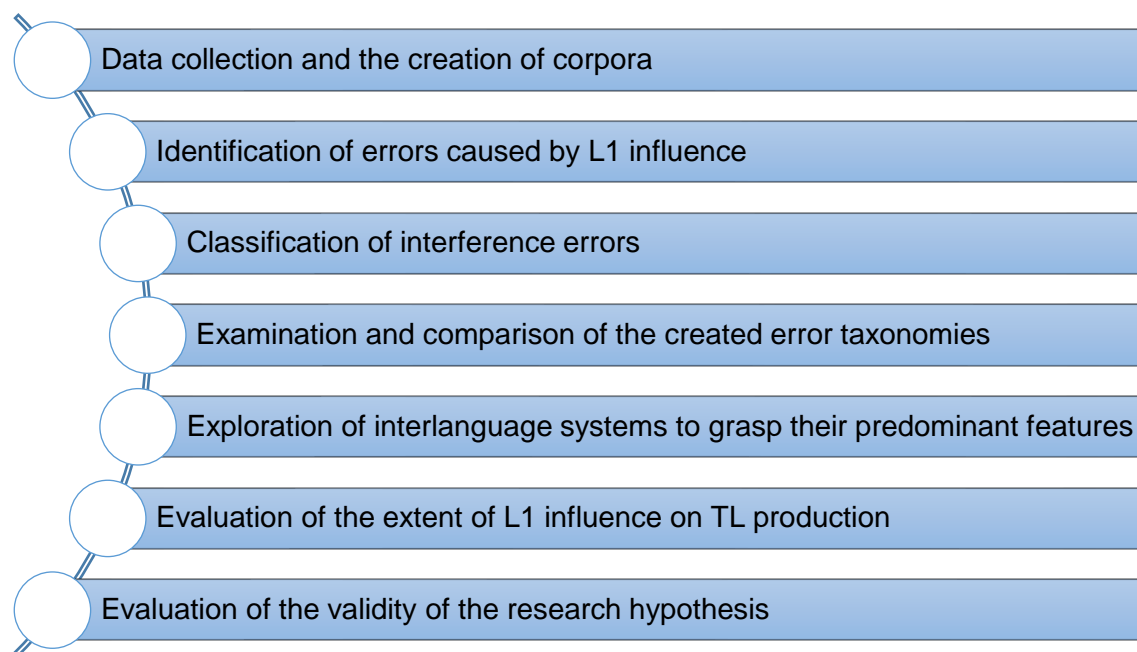 Data collection and the creation of corpora
Identification of errors caused by L1 influence
Classification of interference errors
Examination and comparison of the created error taxonomies
Exploration of interlanguage systems to grasp their predominant features
Evaluation of the extent of L1 influence on TL production
Evaluation of the validity of the research hypothesis